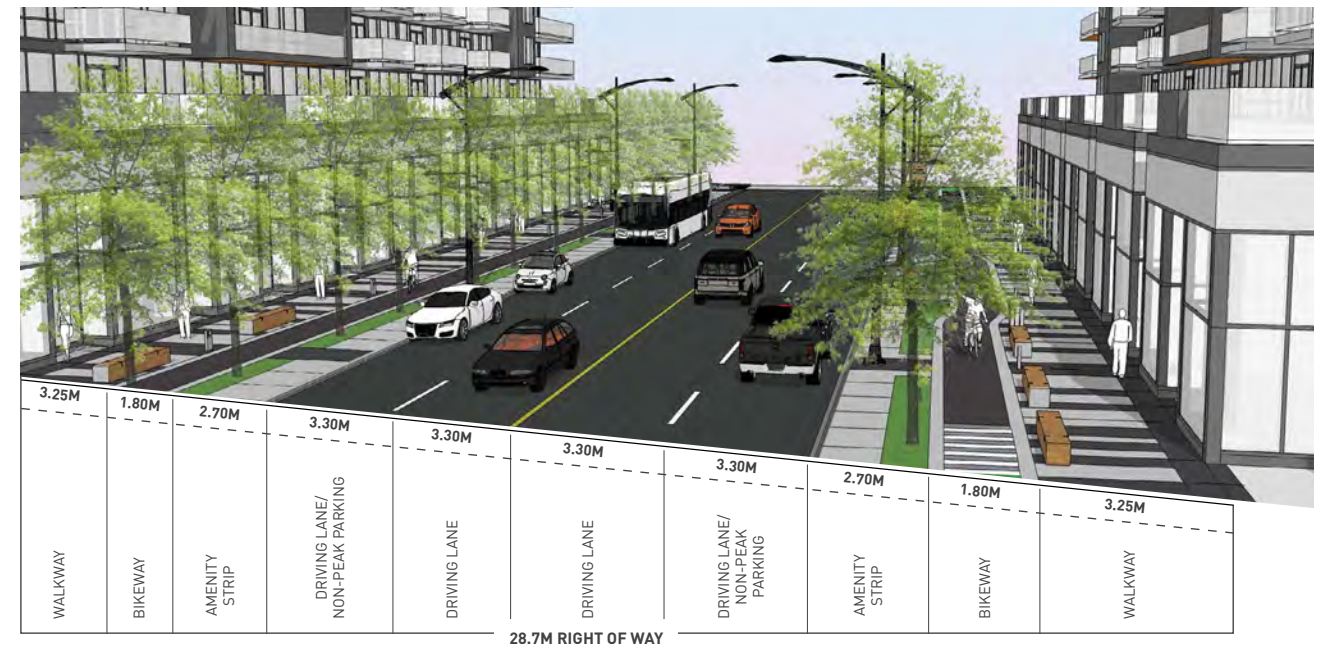 3.25M
1.80M
2.70M
3.30M
3.30M
3.30M
3.30M
2.70M
1.80M
3.25M
WALKWAY
BIKEWAY
AMENITY
STRIP
DRIVING LANE/
NON-PEAK PARKING
DRIVING LANE
DRIVING LANE
DRIVING LANE/
NON-PEAK
PARKING
AMENITY
STRIP
BIKEWAY
WALKWAY
28.7M RIGHT OF WAY